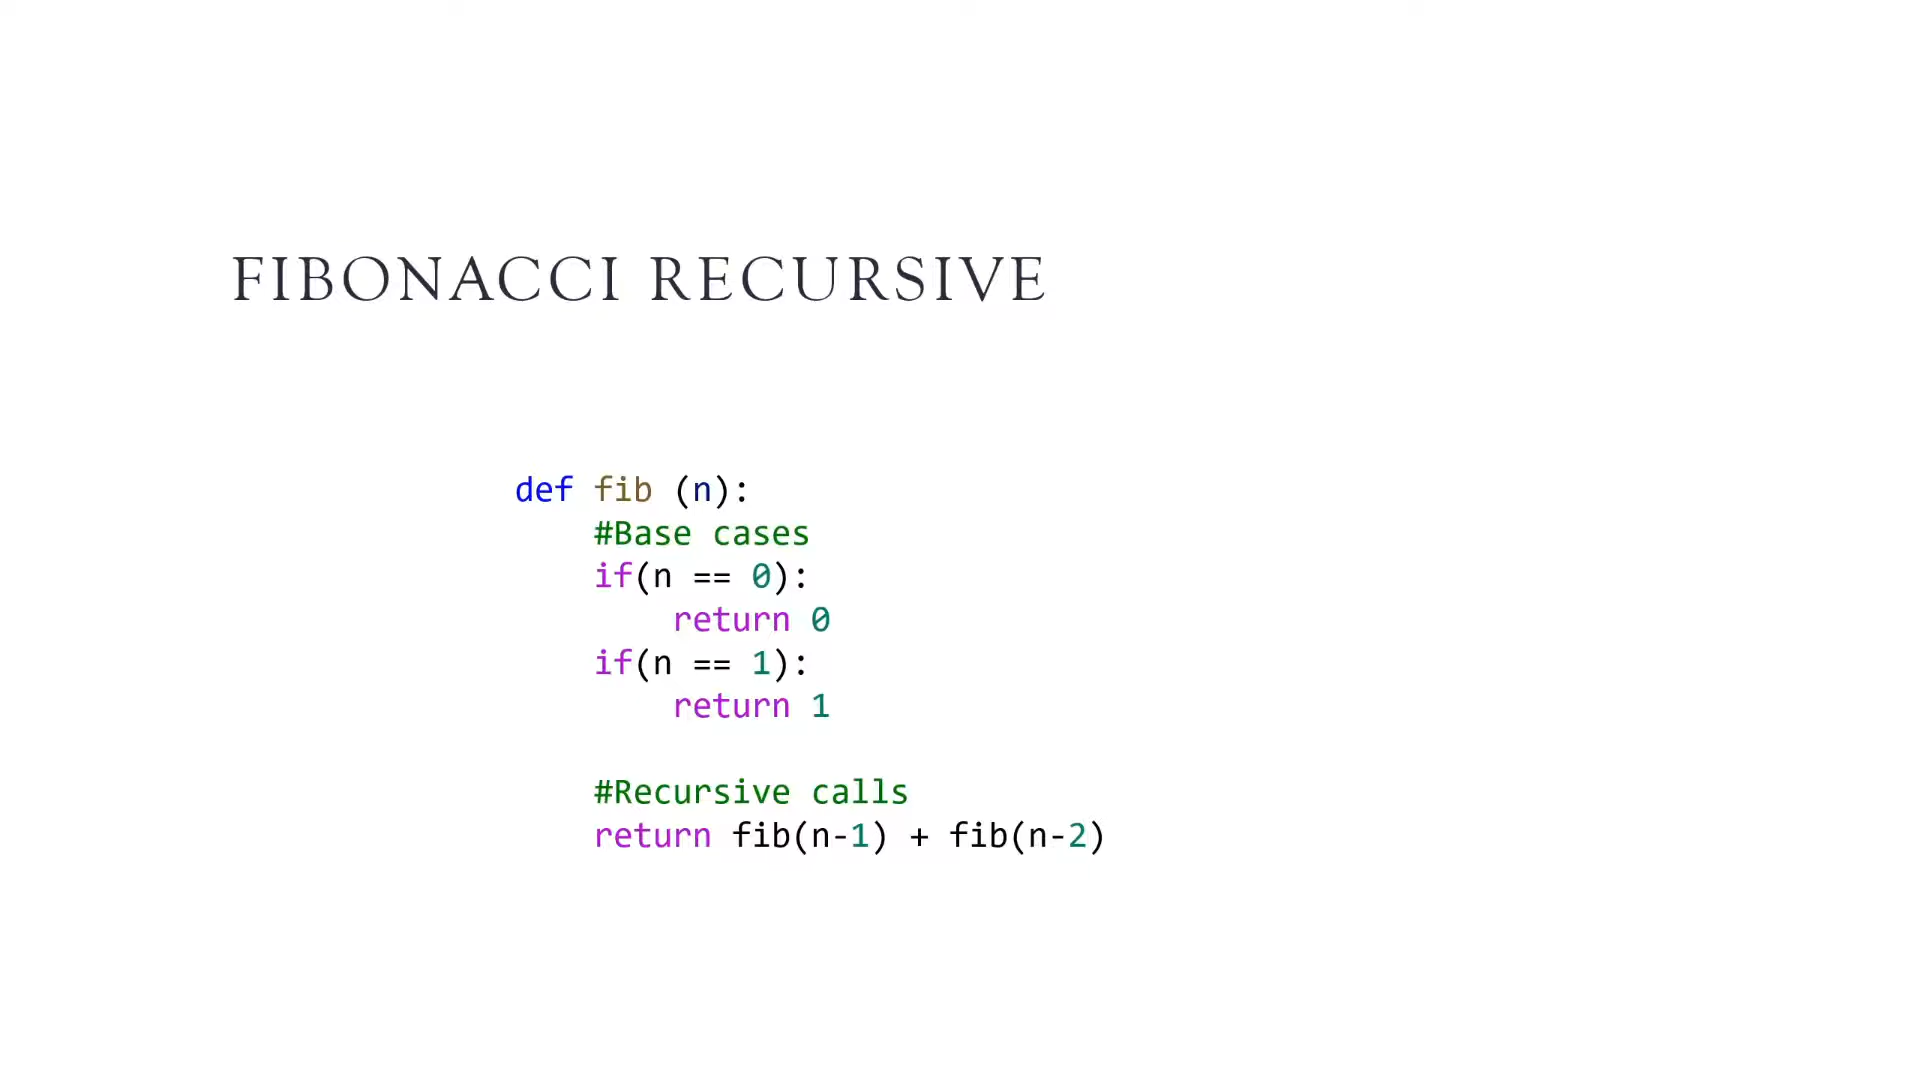 FIBONACCI RECURSIVE
def fib (n):
    #Base cases
    if(n == 0):
        return 0
    if(n == 1):
        return 1

    #Recursive calls
    return fib(n-1) + fib(n-2)